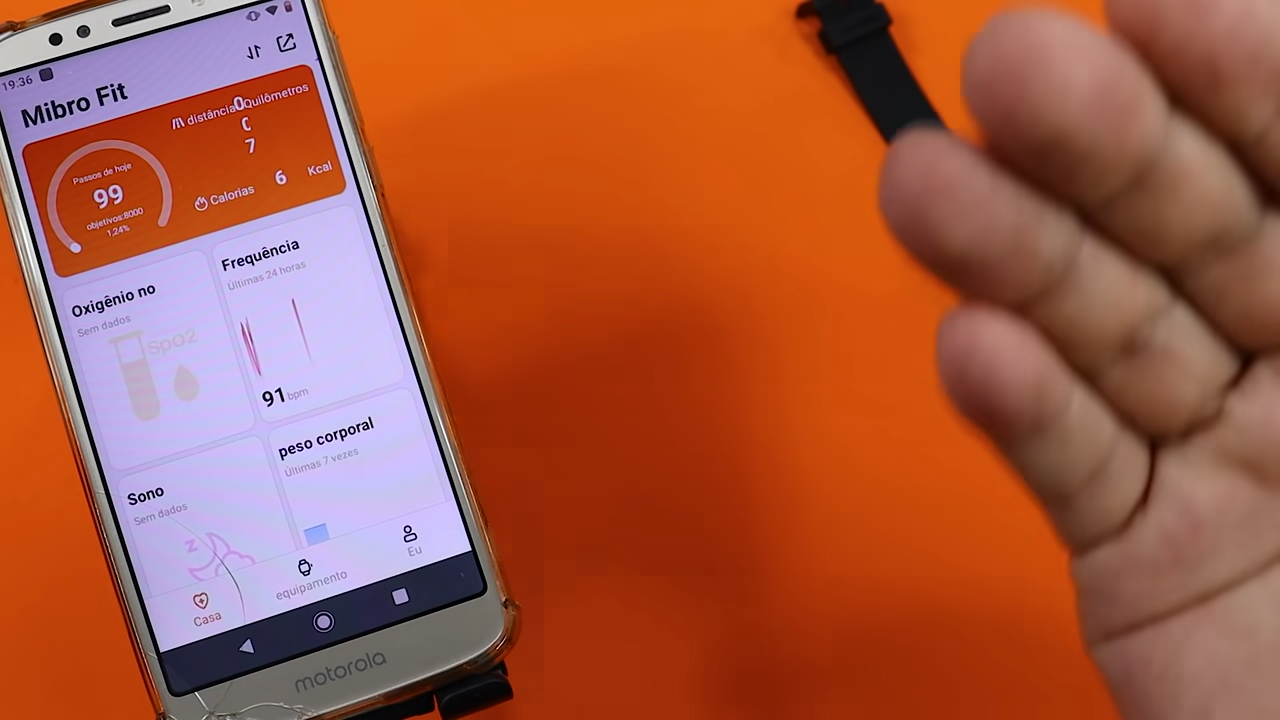 19:36
Mibro Fit
distância
0
0
7
Quilômetros
Passos de hoje
99
objetivos:8000
1,24%
Calorias 6 Kcal
Oxigênio no
Sem dados
SpO2
Frequência
Últimas 24 horas
91 bpm
Sono
Sem dados
z
peso corporal
Últimas 7 vezes
Casa
equipamento
Eu
motorola